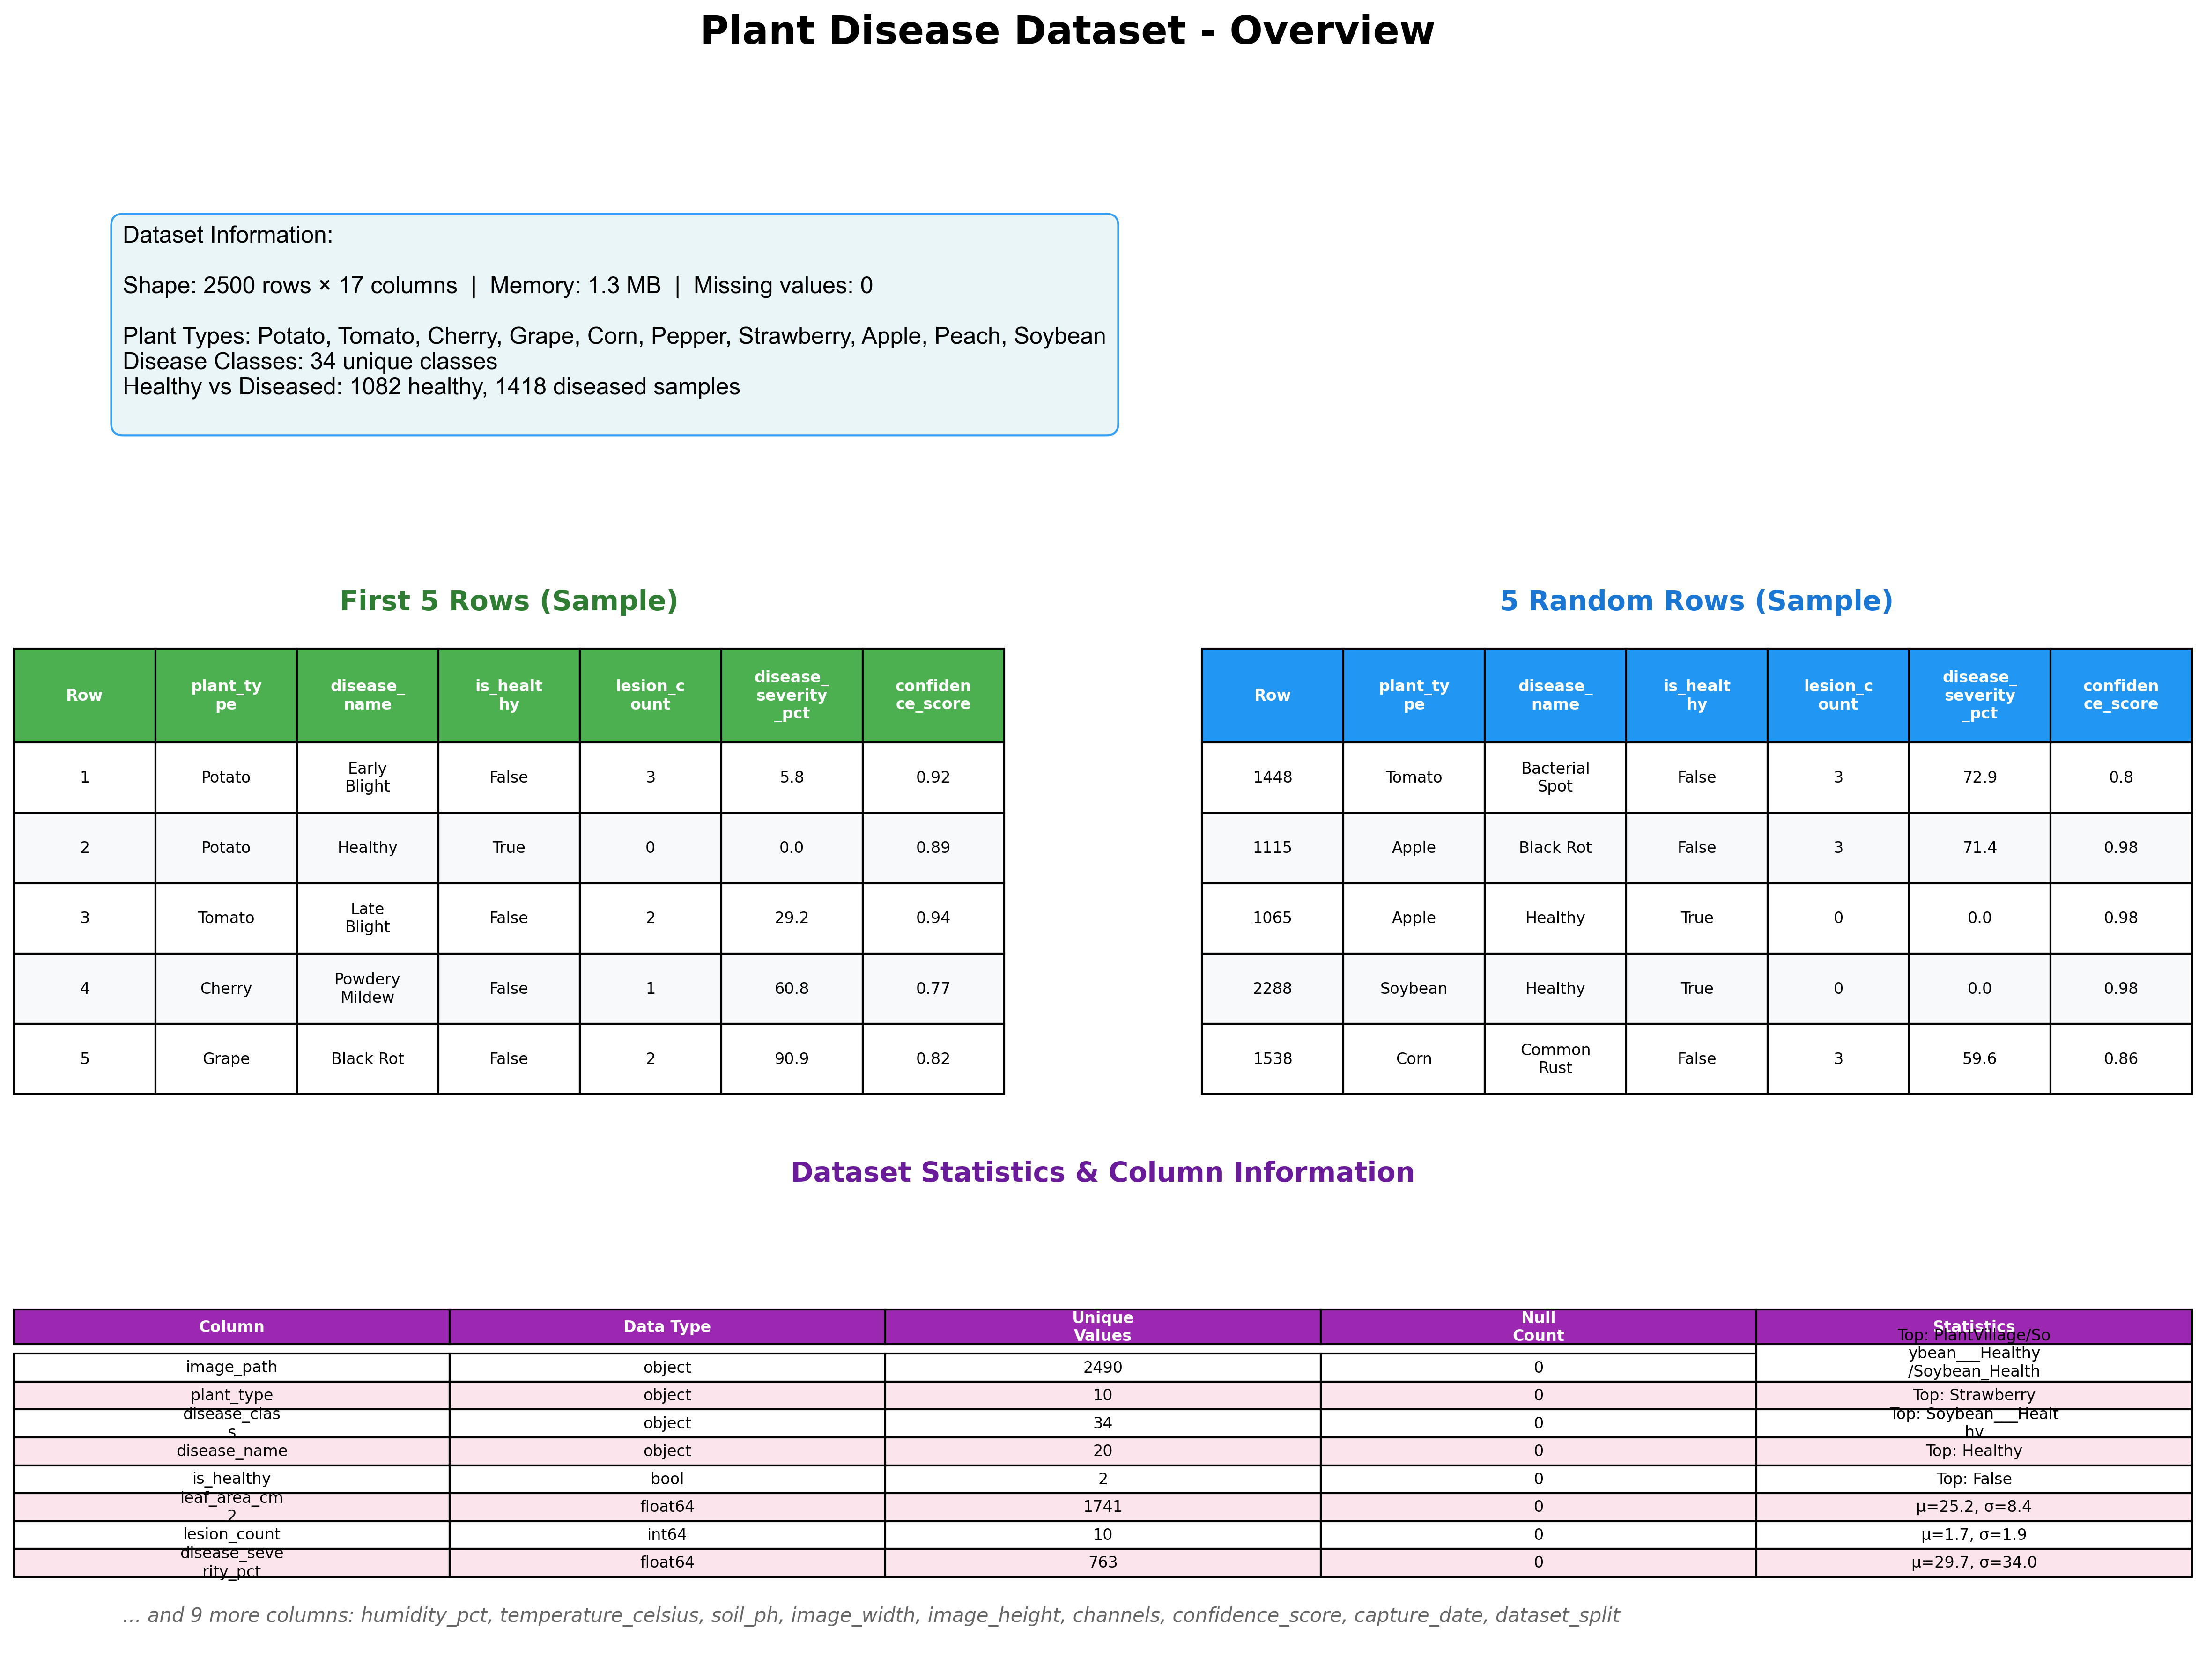 Plant Disease Dataset - Overview
Dataset Information:
Shape: 2500 rows × 17 columns | Memory: 1.3 MB | Missing values: 0
Plant Types: Potato, Tomato, Cherry, Grape, Corn, Pepper, Strawberry, Apple, Peach, Soybean
Disease Classes: 34 unique classes
Healthy vs Diseased: 1082 healthy, 1418 diseased samples
First 5 Rows (Sample)
Row plant_ty disease_ is_healt lesion_c disease_ confiden
pe name hy ount severity ce_score
_pct
1 Potato Early False 3 5.8 0.92
Blight
2 Potato Healthy True 0 0.0 0.89
3 Tomato Late False 2 29.2 0.94
Blight
4 Cherry Powdery False 1 60.8 0.77
Mildew
5 Grape Black Rot False 2 90.9 0.82
5 Random Rows (Sample)
Row plant_ty disease_ is_healt lesion_c disease_ confiden
pe name hy ount severity ce_score
_pct
1448 Tomato Bacterial False 3 72.9 0.8
Spot
1115 Apple Black Rot False 3 71.4 0.98
1065 Apple Healthy True 0 0.0 0.98
2288 Soybean Healthy True 0 0.0 0.98
1538 Corn Common False 3 59.6 0.86
Rust
Dataset Statistics & Column Information
Column Data Type Unique Null Statistics
Values Count
Top: PlantVillage/So
ybean___Healthy
image_path object 2490 0 /Soybean_Health
plant_type object 10 0 Top: Strawberry
disease_clas object 34 0 Top: Soybean___Healt
s hy
disease_name object 20 0 Top: Healthy
is_healthy bool 2 0 Top: False
leaf_area_cm float64 1741 0 μ=25.2, σ=8.4
2
lesion_count int64 10 0 μ=1.7, σ=1.9
disease_seve float64 763 0 μ=29.7, σ=34.0
rity_pct
... and 9 more columns: humidity_pct, temperature_celsius, soil_ph, image_width, image_height, channels, confidence_score, capture_date, dataset_split